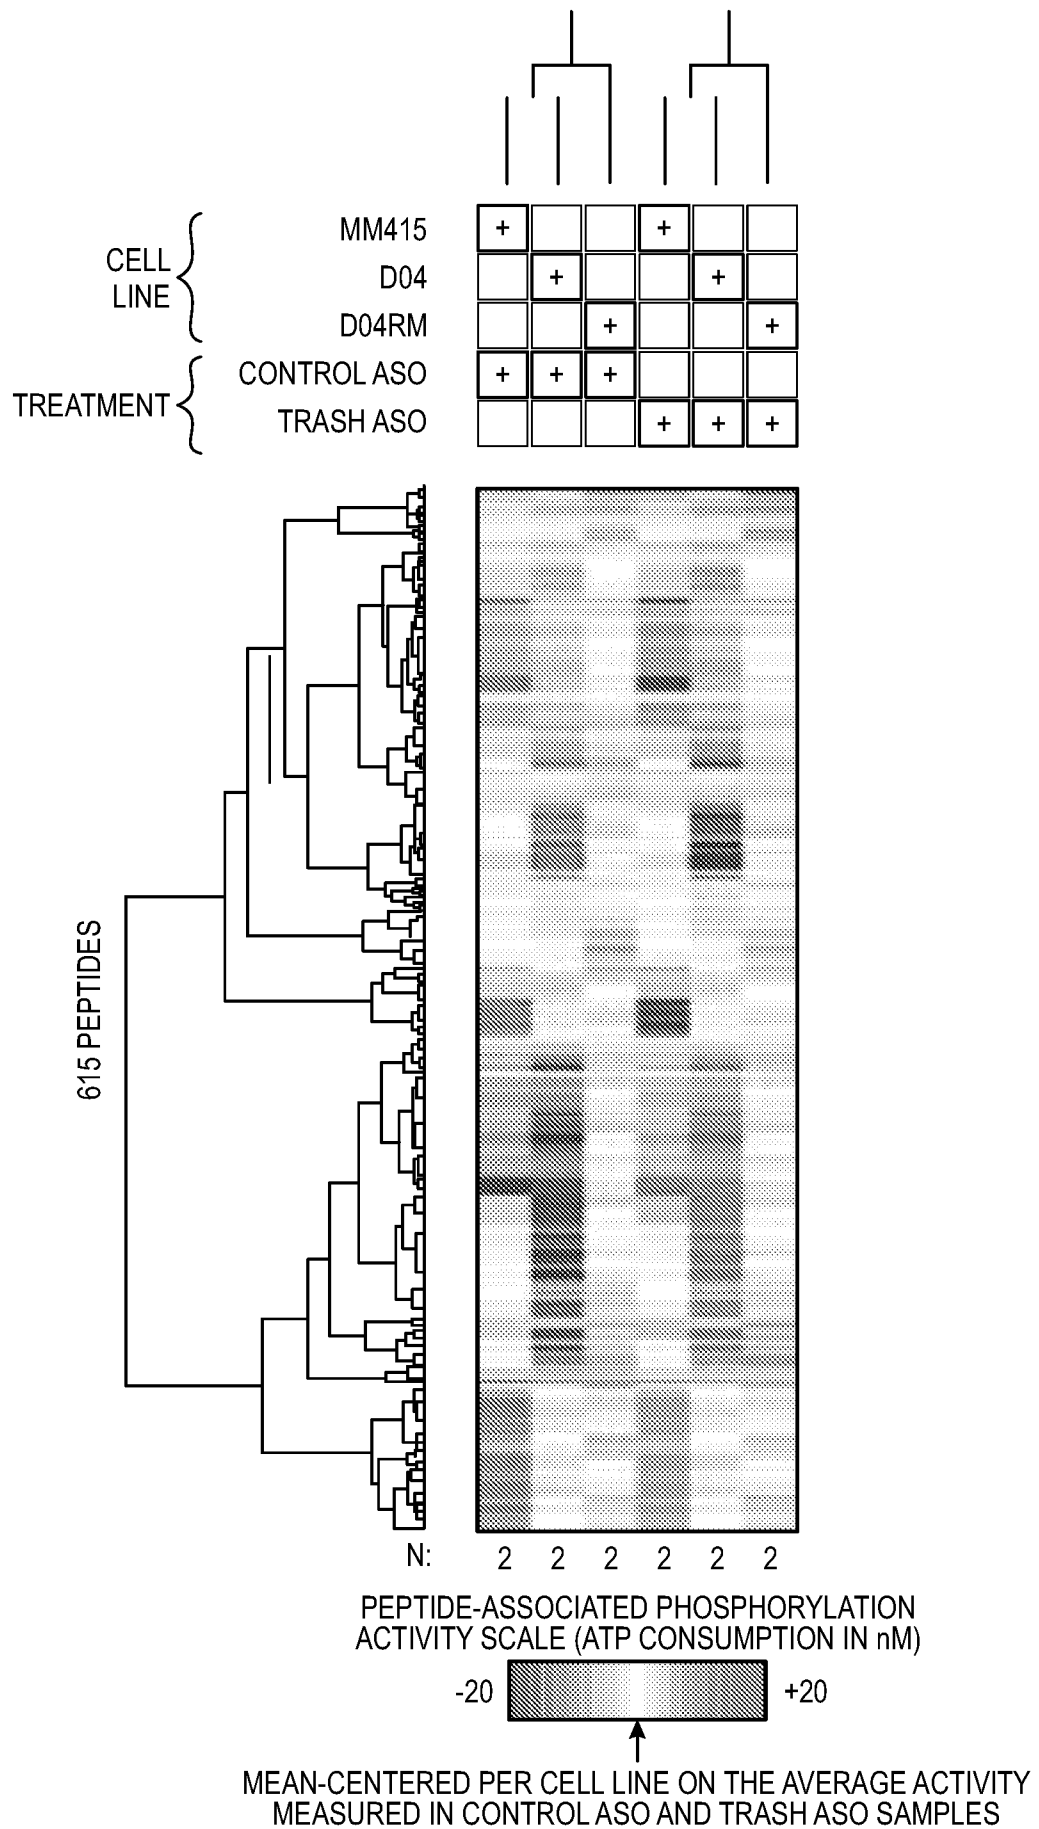 CELL
LINE
MM415 + +
D04 + +
D04RM + +
TREATMENT
CONTROL ASO + + +
TRASH ASO + + +
615 PEPTIDES
N: 2 2 2 2 2 2
PEPTIDE-ASSOCIATED PHOSPHORYLATION
ACTIVITY SCALE (ATP CONSUMPTION IN nM)
-20 +20
MEAN-CENTERED PER CELL LINE ON THE AVERAGE ACTIVITY
MEASURED IN CONTROL ASO AND TRASH ASO SAMPLES